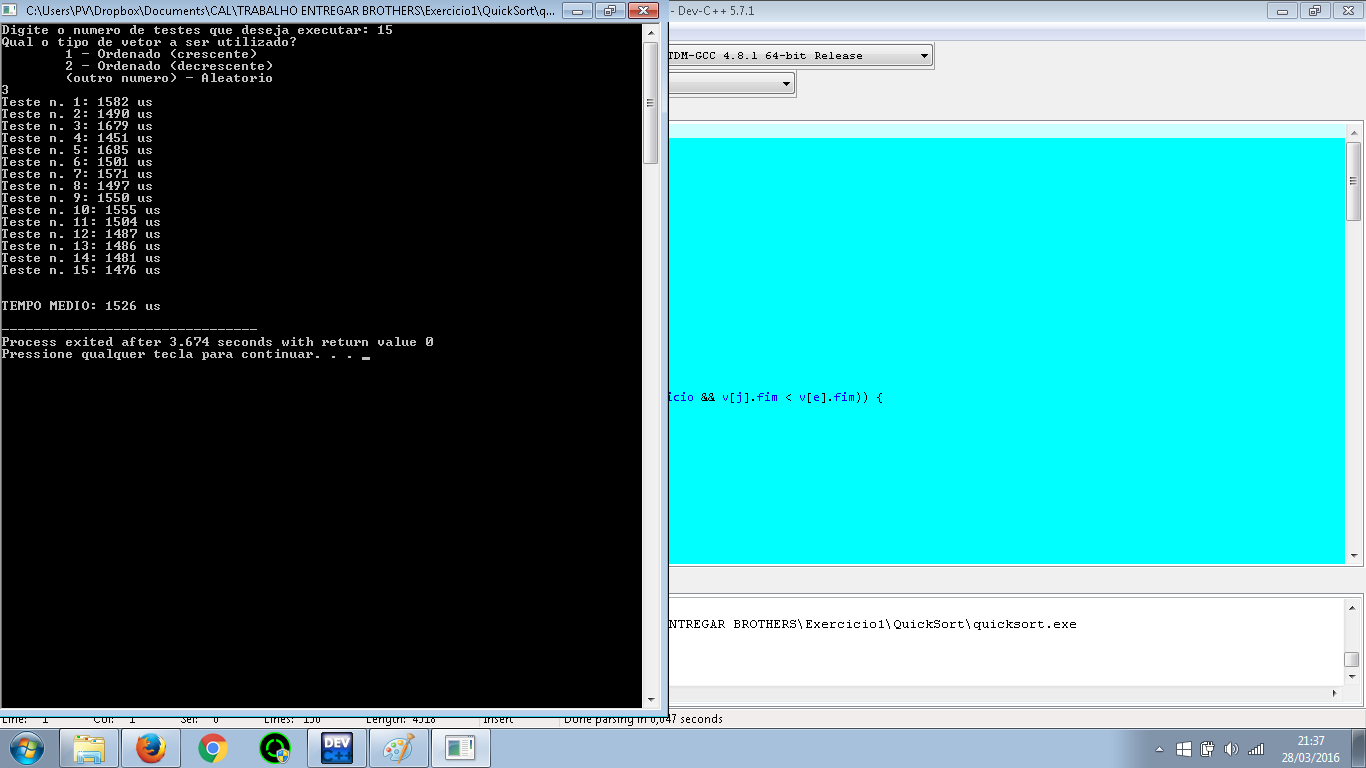 C:\Users\PV\Dropbox\Documents\CAL\TRABALHO ENTREGAR BROTHERS\Exercicio1\QuickSort\q...
- Dev-C++ 5.7.1
Digite o numero de testes que deseja executar: 15
Qual o tipo de vetor a ser utilizado?
1 - Ordenado (crescente)
2 - Ordenado (decrescente)
(outro numero) - Aleatorio
3
Teste n. 1: 1582 us
Teste n. 2: 1490 us
Teste n. 3: 1679 us
Teste n. 4: 1451 us
Teste n. 5: 1685 us
Teste n. 6: 1501 us
Teste n. 7: 1571 us
Teste n. 8: 1497 us
Teste n. 9: 1550 us
Teste n. 10: 1555 us
Teste n. 11: 1504 us
Teste n. 12: 1487 us
Teste n. 13: 1486 us
Teste n. 14: 1481 us
Teste n. 15: 1476 us
TEMPO MEDIO: 1526 us
--------------------------------
Process exited after 3.674 seconds with return value 0
Pressione qualquer tecla para continuar. . . _
TDM-GCC 4.8.1 64-bit Release
icio && v[j].fim < v[e].fim)) {
NTREGAR BROTHERS\Exercicio1\QuickSort\quicksort.exe
Line: 1 Col: 1 Sel: 0 Lines: 150 Length: 4318 Insert Done parsing in 0,047 seconds
DEV C++
21:37
28/03/2016